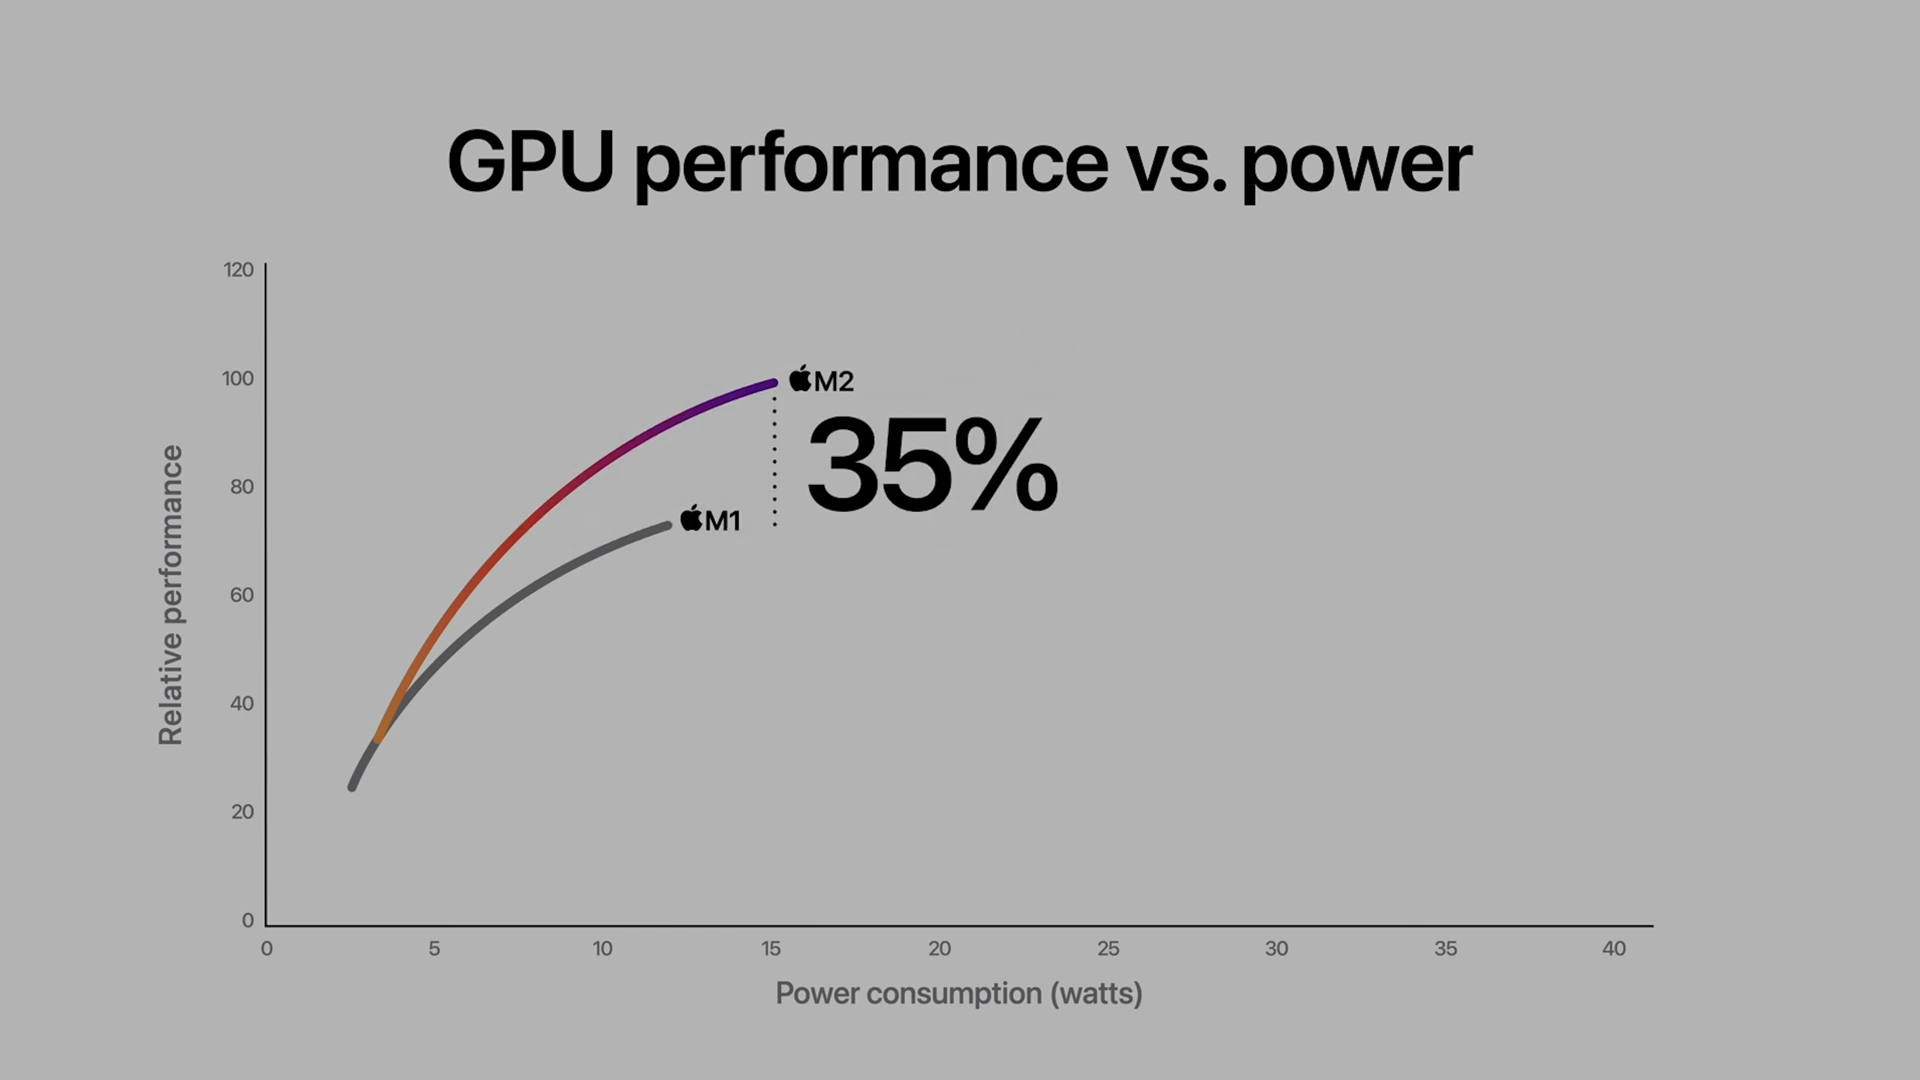 GPU performance vs. power
120
100
80
60
40
20
0
Relative performance
M2
35%
M1
0 5 10 15 20 25 30 35 40
Power consumption (watts)